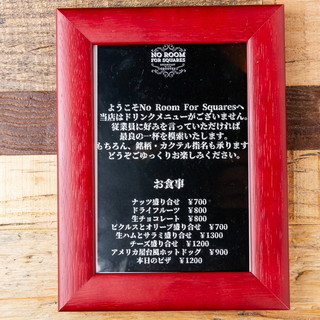 NO ROOM
FOR SQUARES
ようこそNo Room For Squaresへ
当店はドリンクメニューがございません。
従業員に好みを言っていただければ
最良の一杯を模索いたします。
もちろん、銘柄・カクテル指名も承ります
どうぞごゆっくりお楽しみください。
お食事
ナッツ盛り合せ ¥700
ドライフルーツ ¥800
生チョコレート ¥800
ピクルスとオリーブ盛り合せ ¥700
生ハムとサラミ盛り合せ ¥1300
チーズ盛り合せ ¥1200
アメリカ屋台風ホットドッグ ¥900
本日のピザ ¥1200